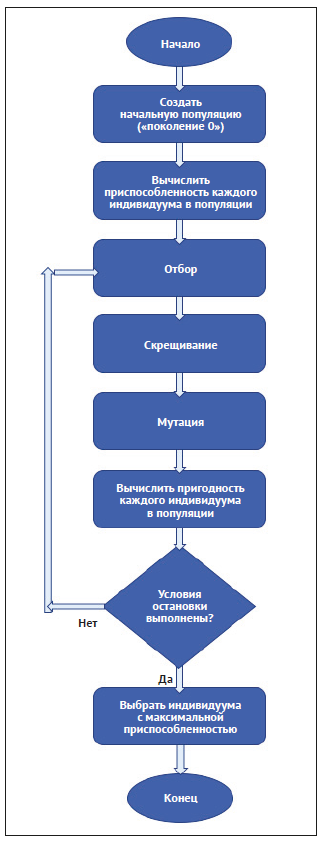 Начало
Создать
начальную популяцию
(«поколение 0»)
Вычислить
приспособленность каждого
индивидуума в популяции
Отбор
Скрещивание
Мутация
Вычислить пригодность
каждого индивидуума
в популяции
Условия
остановки
выполнены?
Нет
Да
Выбрать индивидуума
с максимальной
приспособленностью
Конец